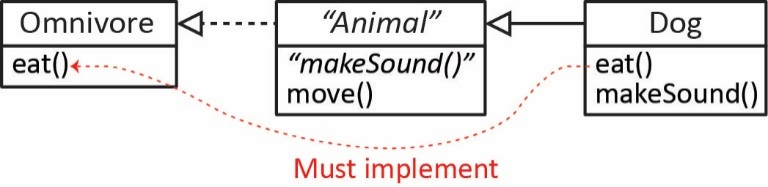 Omnivore
eat()
“Animal”
“makeSound()”
move()
Dog
eat()
makeSound()
Must implement